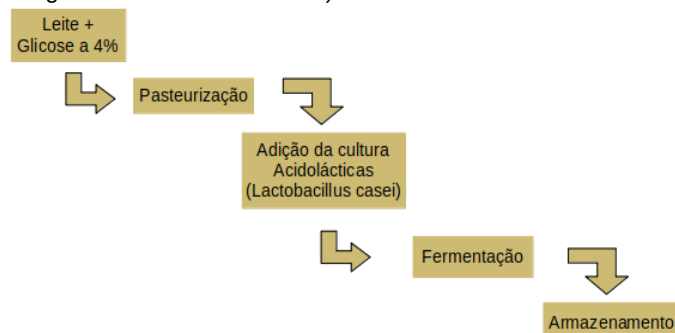 Leite +
Glicose a 4%
Pasteurização
Adição da cultura
Acidolácticas
(Lactobacillus casei)
Fermentação
Armazenamento